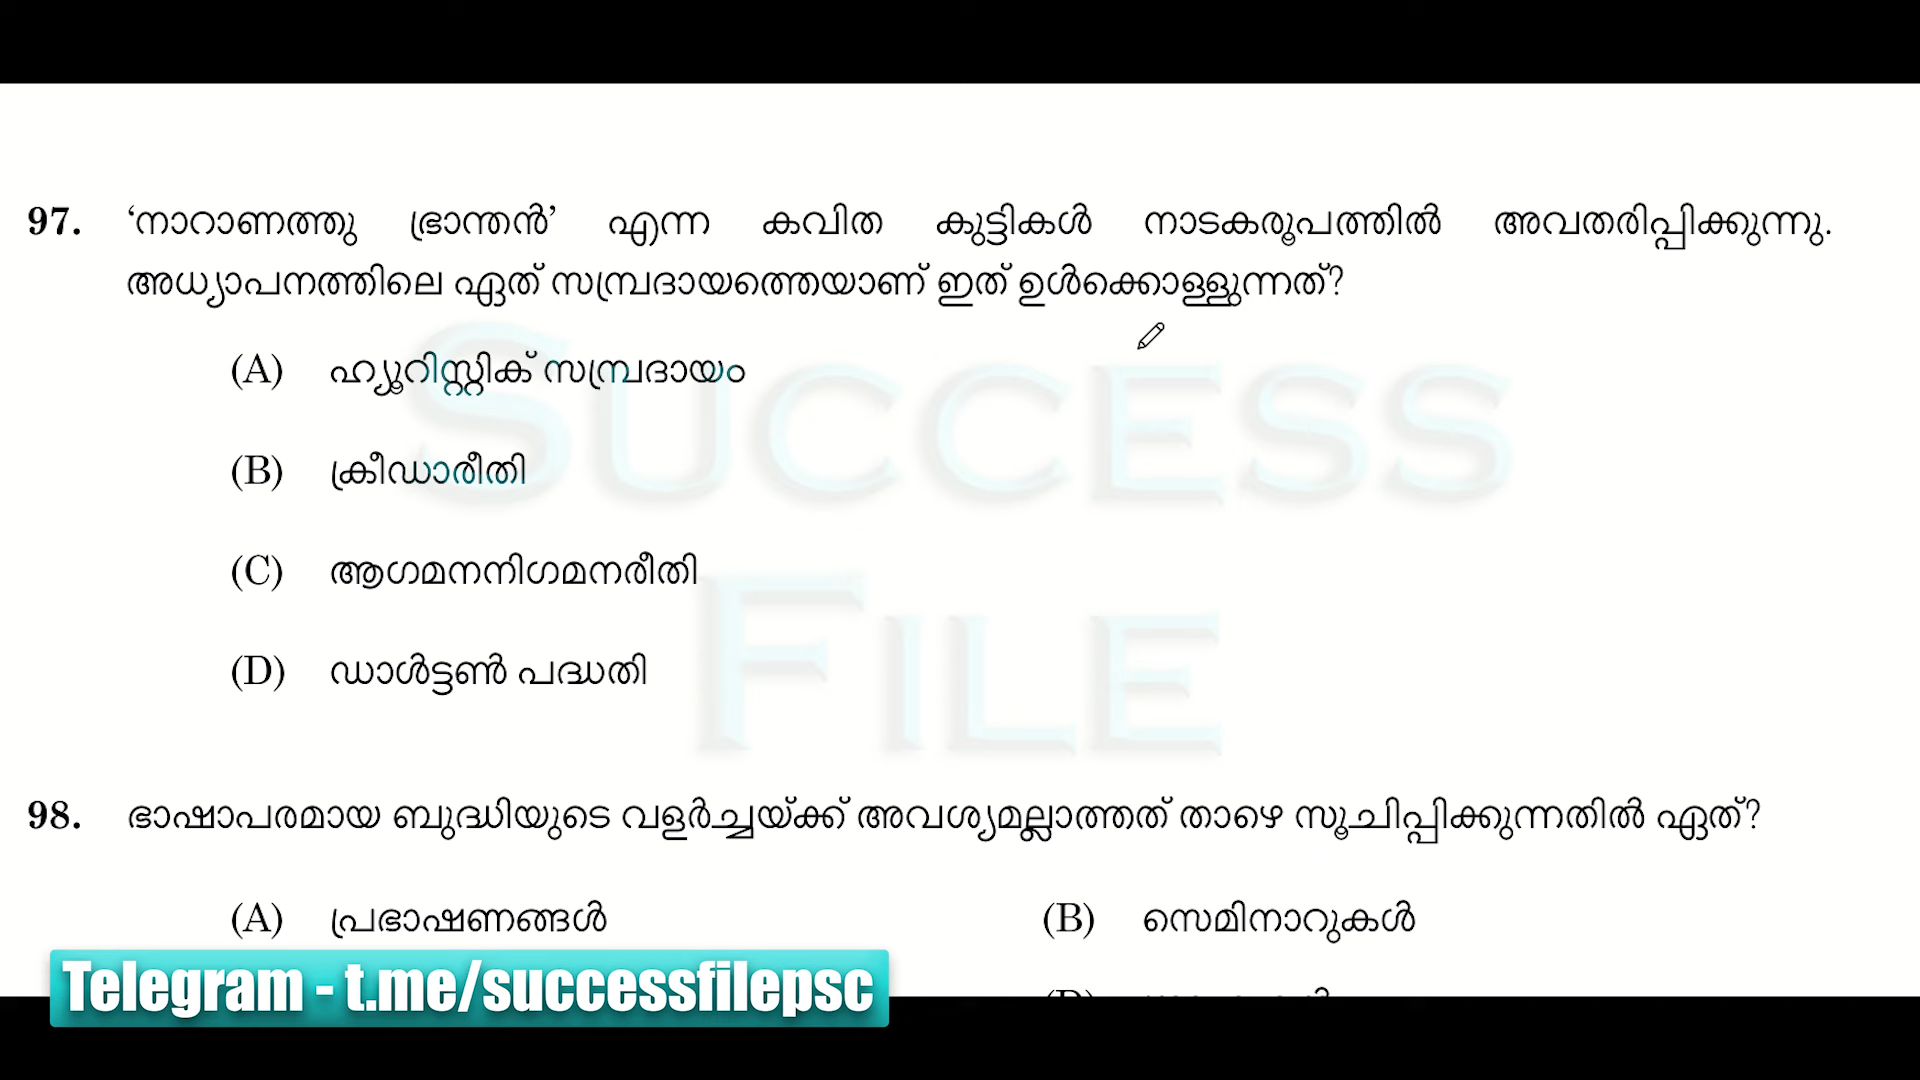 97. ‘നാറാണത്തു ഭ്രാന്തൻ’ എന്ന കവിത കുട്ടികൾ നാടകരൂപത്തിൽ അവതരിപ്പിക്കുന്നു.
അധ്യാപനത്തിലെ ഏത് സമ്പ്രദായത്തെയാണ് ഇത് ഉൾക്കൊള്ളുന്നത്?
(A) ഹ്യൂറിസ്റ്റിക് സമ്പ്രദായം
(B) ക്രീഡാരീതി
(C) ആഗമനനിഗമനരീതി
(D) ഡാൾട്ടൺ പദ്ധതി
SUCCESS
FILE
98. ഭാഷാപരമായ ബുദ്ധിയുടെ വളർച്ചയ്ക്ക് അവശ്യമല്ലാത്തത് താഴെ സൂചിപ്പിക്കുന്നതിൽ ഏത്?
(A) പ്രഭാഷണങ്ങൾ (B) സെമിനാറുകൾ
Telegram - t.me/successfilepsc